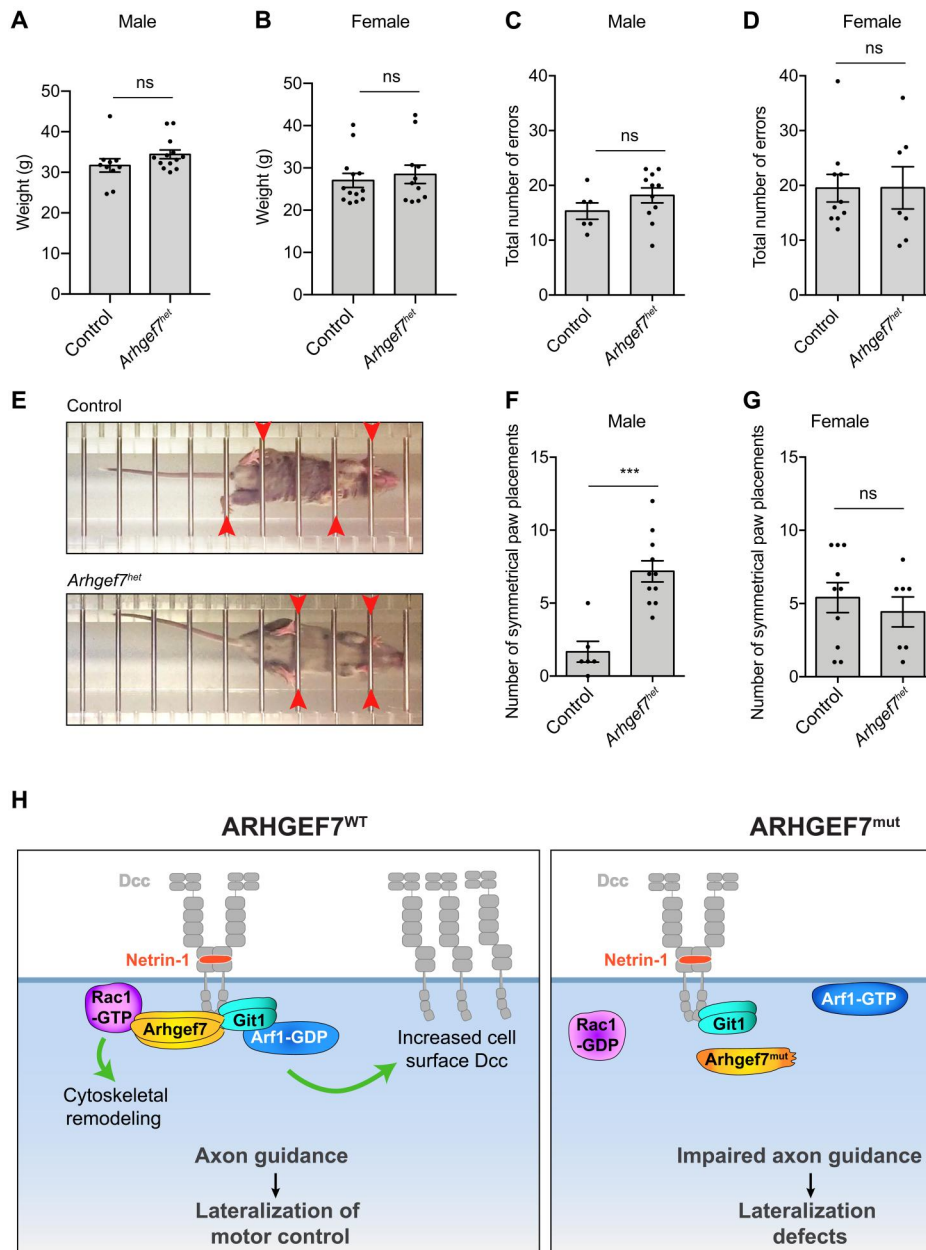 A
Male
Weight (g)
50
40
30
20
10
0
ns
Control
Arhgef7het
B
Female
Weight (g)
50
40
30
20
10
0
ns
Control
Arhgef7het
C
Male
Total number of errors
40
30
20
10
0
ns
Control
Arhgef7het
D
Female
Total number of errors
40
30
20
10
0
ns
Control
Arhgef7het
E
Control
Arhgef7het
F
Male
Number of symmetrical paw placements
15
10
5
0
***
Control
Arhgef7het
G
Female
Number of symmetrical paw placements
15
10
5
0
ns
Control
Arhgef7het
H
ARHGEF7WT
Dcc
Netrin-1
Rac1
-GTP
Arhgef7
Git1
Arf1-GDP
Cytoskeletal
remodeling
Increased cell
surface Dcc
Axon guidance
Lateralization of
motor control
ARHGEF7mut
Dcc
Netrin-1
Rac1
-GDP
Git1
Arhgef7mut
Arf1-GTP
Impaired axon guidance
Lateralization
defects